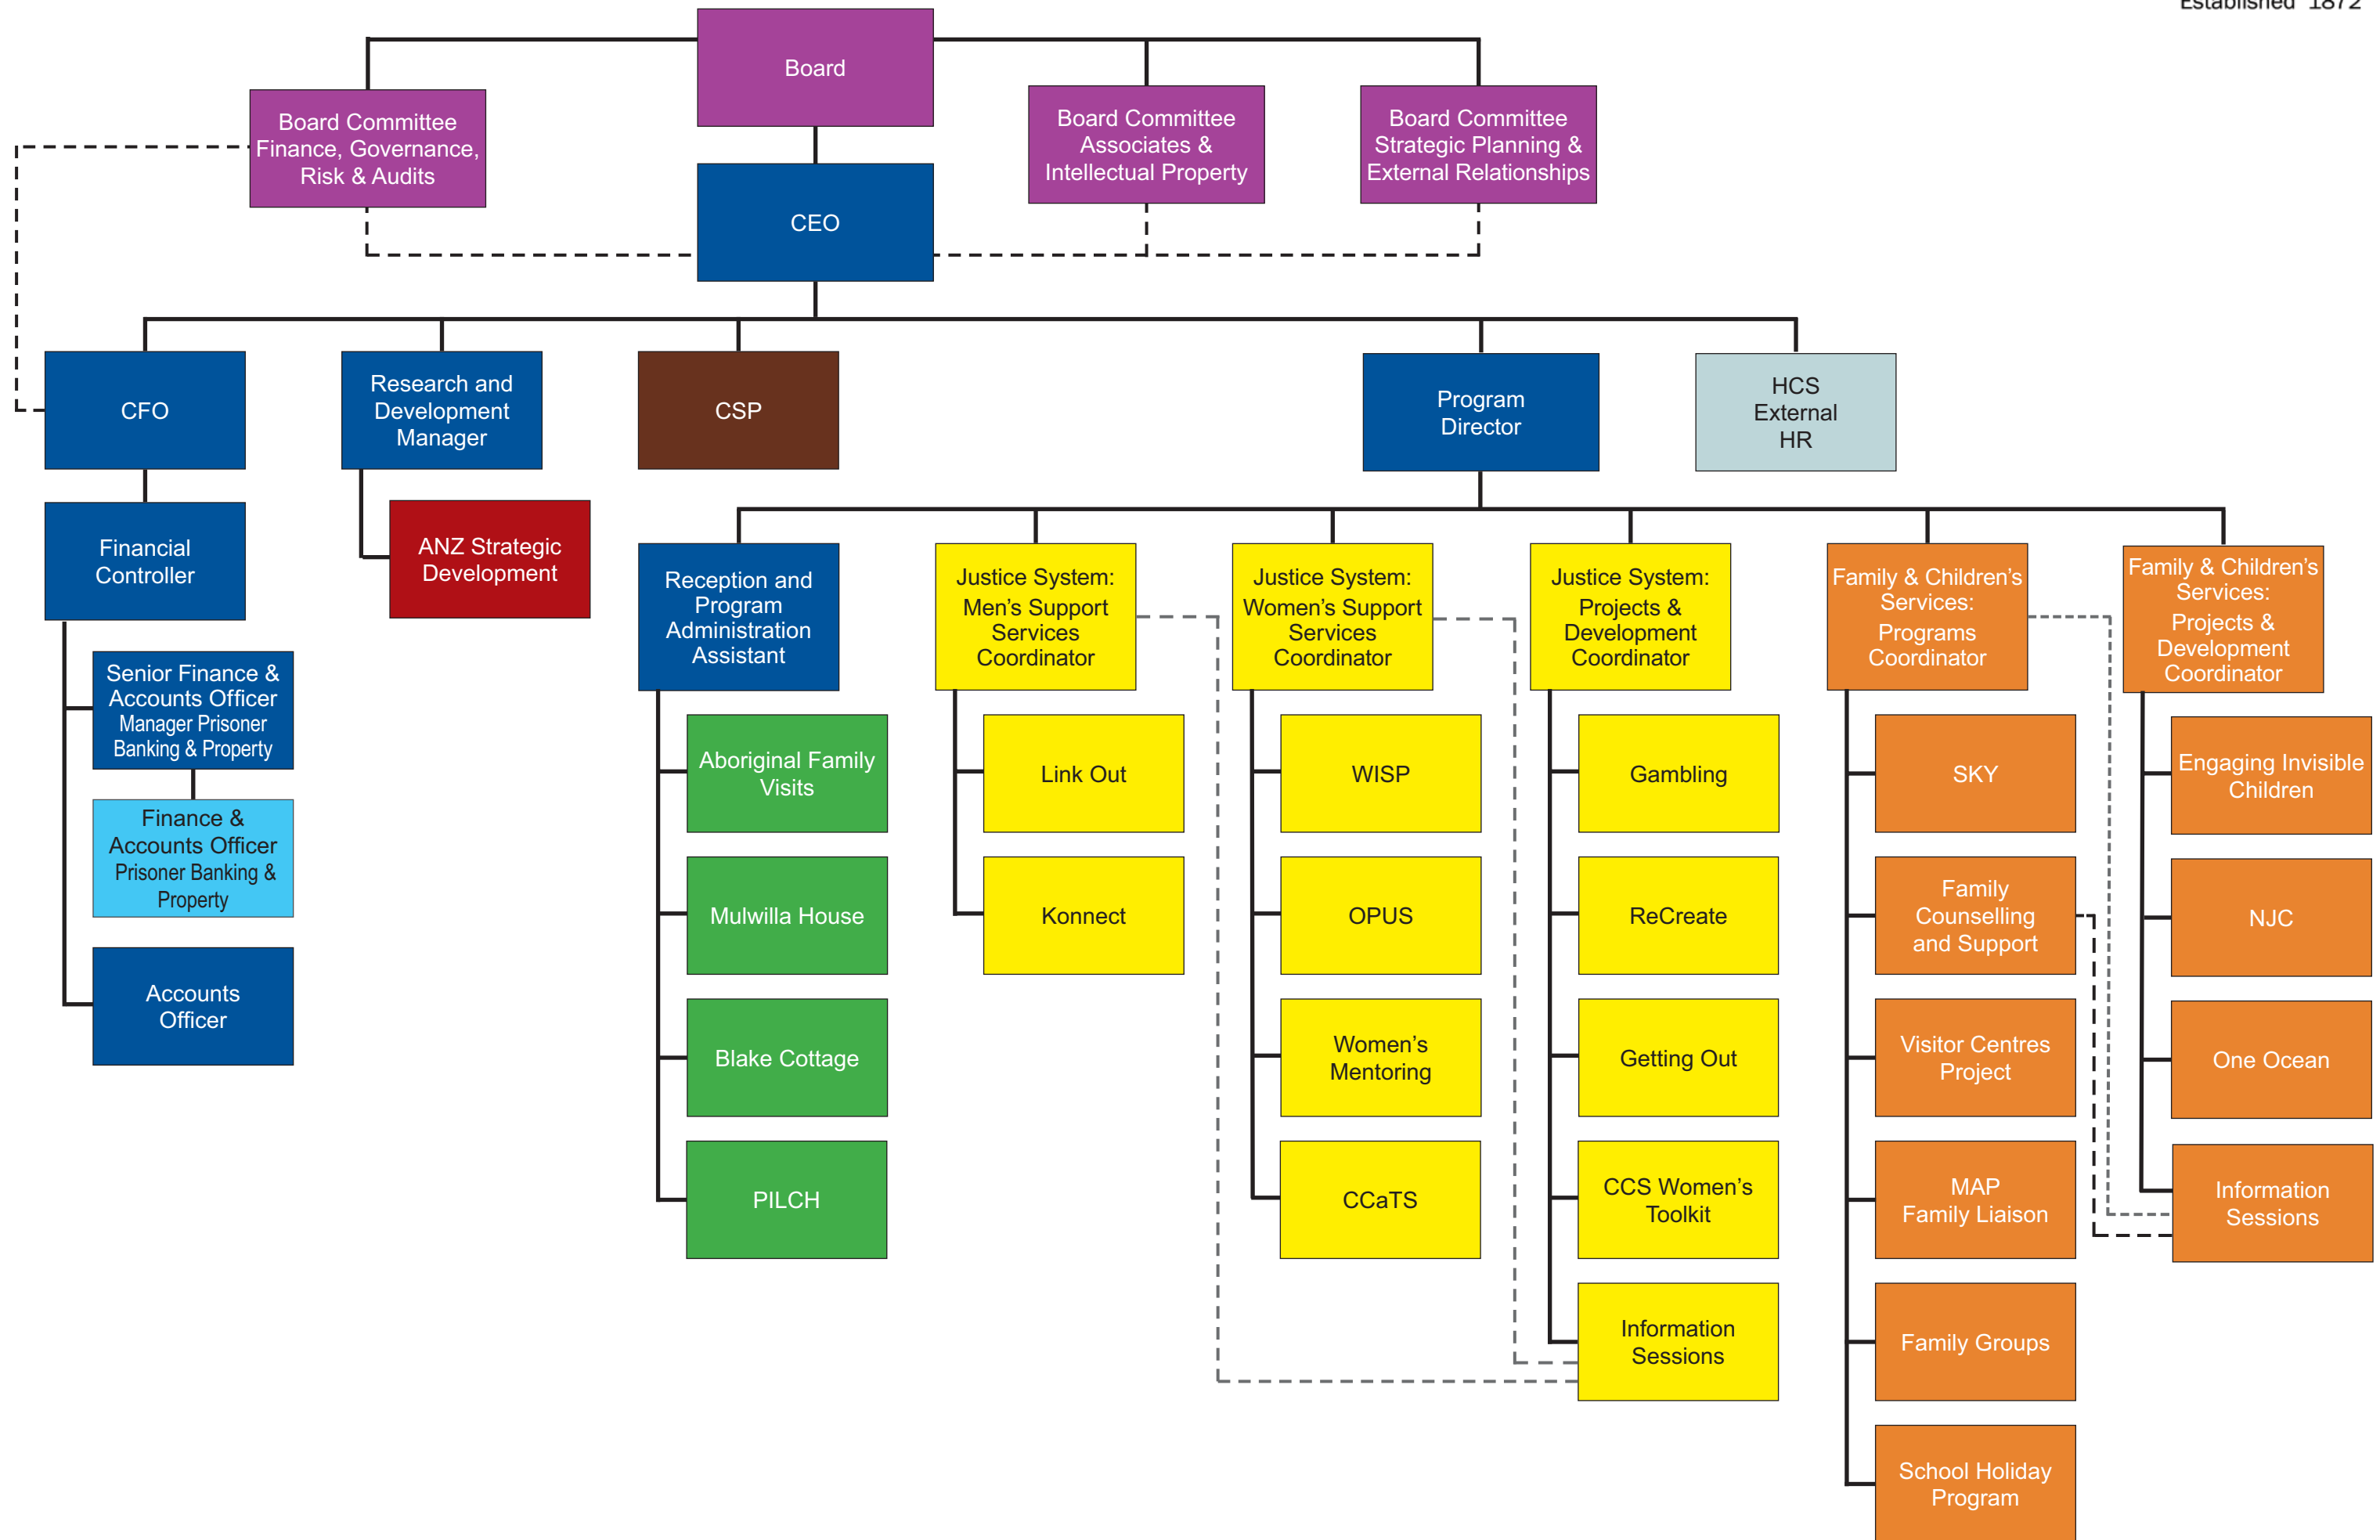 Established 1872
Board
Board Committee
Finance, Governance,
Risk & Audits
Board Committee
Associates &
Intellectual Property
Board Committee
Strategic Planning &
External Relationships
CEO
CFO
Research and
Development
Manager
CSP
Program
Director
HCS
External
HR
Financial
Controller
ANZ Strategic
Development
Senior Finance &
Accounts Officer
Manager Prisoner
Banking & Property
Finance &
Accounts Officer
Prisoner Banking &
Property
Accounts
Officer
Reception and
Program
Administration
Assistant
Aboriginal Family
Visits
Mulwilla House
Blake Cottage
PILCH
Justice System:
Men’s Support
Services
Coordinator
Link Out
Konnect
Justice System:
Women’s Support
Services
Coordinator
WISP
OPUS
Women’s
Mentoring
CCaTS
Justice System:
Projects &
Development
Coordinator
Gambling
ReCreate
Getting Out
CCS Women’s
Toolkit
Information
Sessions
Family & Children’s
Services:
Programs
Coordinator
SKY
Family
Counselling
and Support
Visitor Centres
Project
MAP
Family Liaison
Family Groups
School Holiday
Program
Family & Children’s
Services:
Projects &
Development
Coordinator
Engaging Invisible
Children
NJC
One Ocean
Information
Sessions